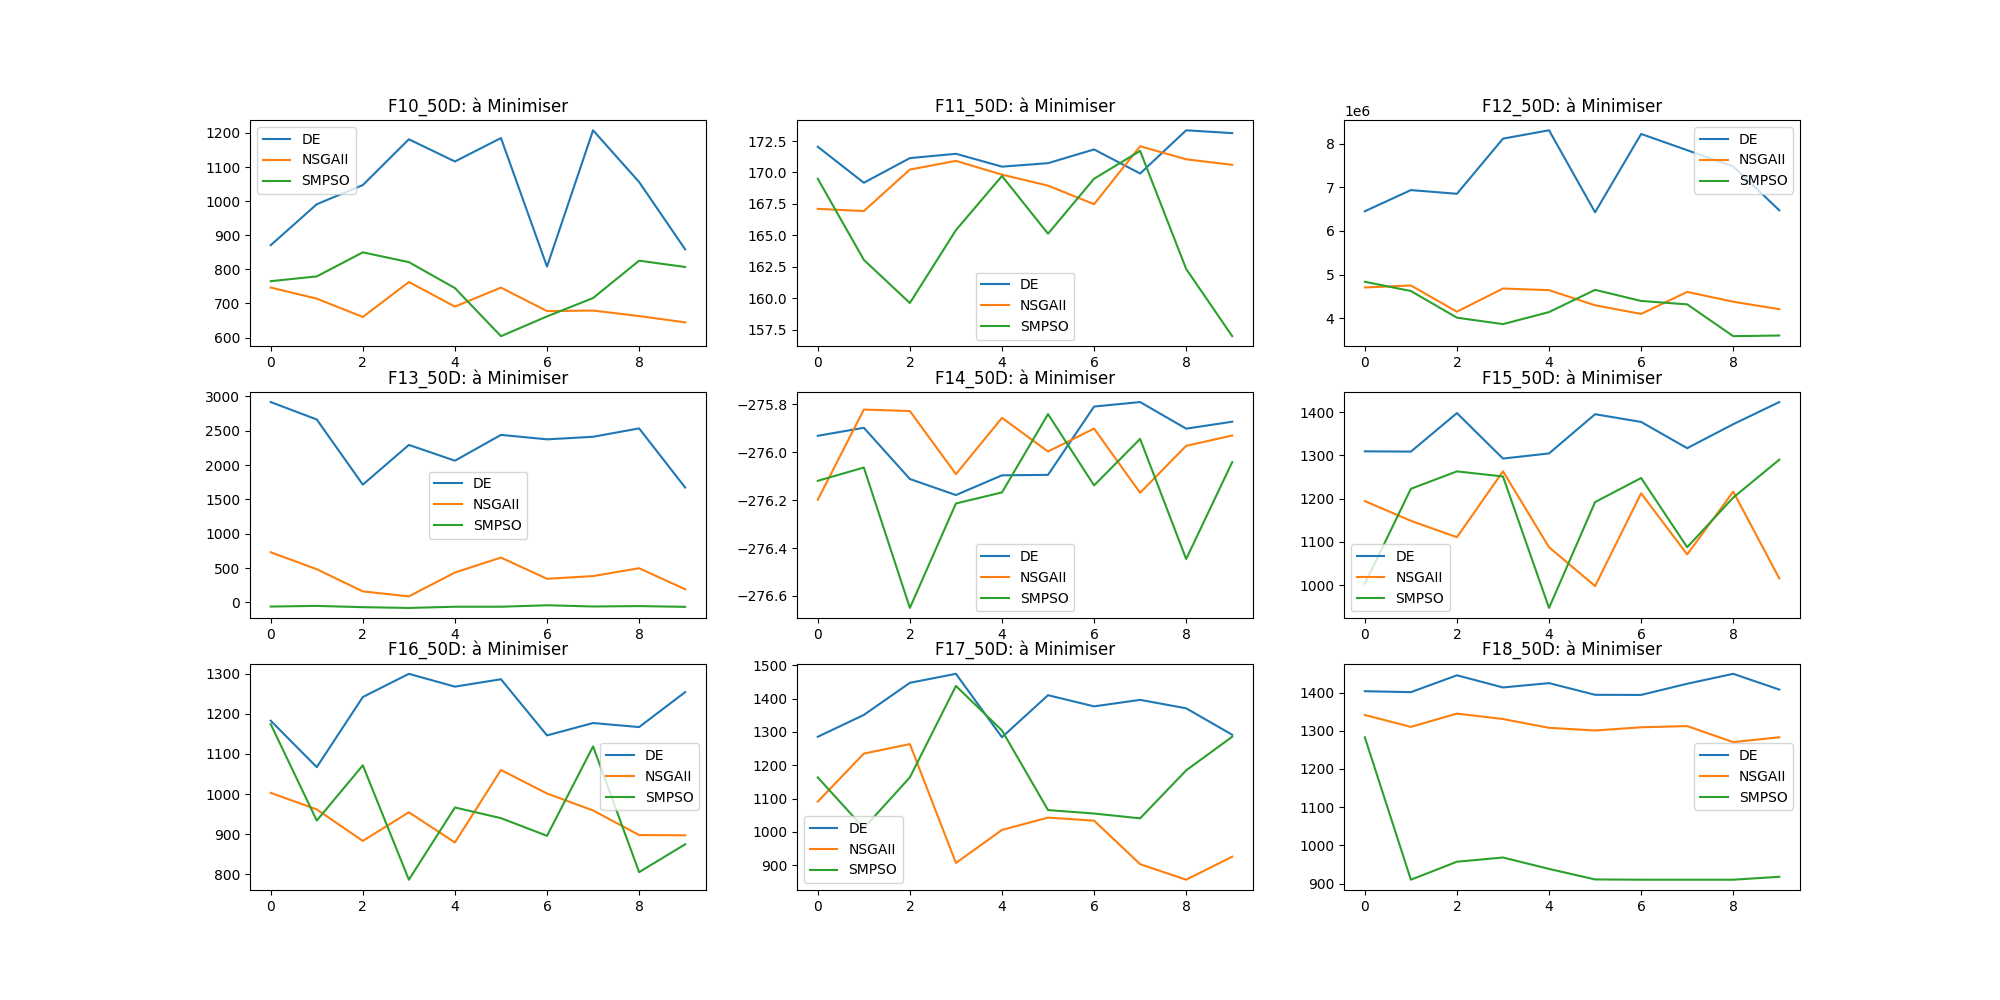 F10_50D: à Minimiser
1200
1100
1000
900
800
700
600
0 2 4 6 8
DE
NSGAII
SMPSO
F11_50D: à Minimiser
172.5
170.0
167.5
165.0
162.5
160.0
157.5
0 2 4 6 8
DE
NSGAII
SMPSO
F12_50D: à Minimiser
1e6
8
7
6
5
4
0 2 4 6 8
DE
NSGAII
SMPSO
F13_50D: à Minimiser
3000
2500
2000
1500
1000
500
0
0 2 4 6 8
DE
NSGAII
SMPSO
F14_50D: à Minimiser
−275.8
−276.0
−276.2
−276.4
−276.6
0 2 4 6 8
DE
NSGAII
SMPSO
F15_50D: à Minimiser
1400
1300
1200
1100
1000
0 2 4 6 8
DE
NSGAII
SMPSO
F16_50D: à Minimiser
1300
1200
1100
1000
900
800
0 2 4 6 8
DE
NSGAII
SMPSO
F17_50D: à Minimiser
1500
1400
1300
1200
1100
1000
900
0 2 4 6 8
DE
NSGAII
SMPSO
F18_50D: à Minimiser
1400
1300
1200
1100
1000
900
0 2 4 6 8
DE
NSGAII
SMPSO